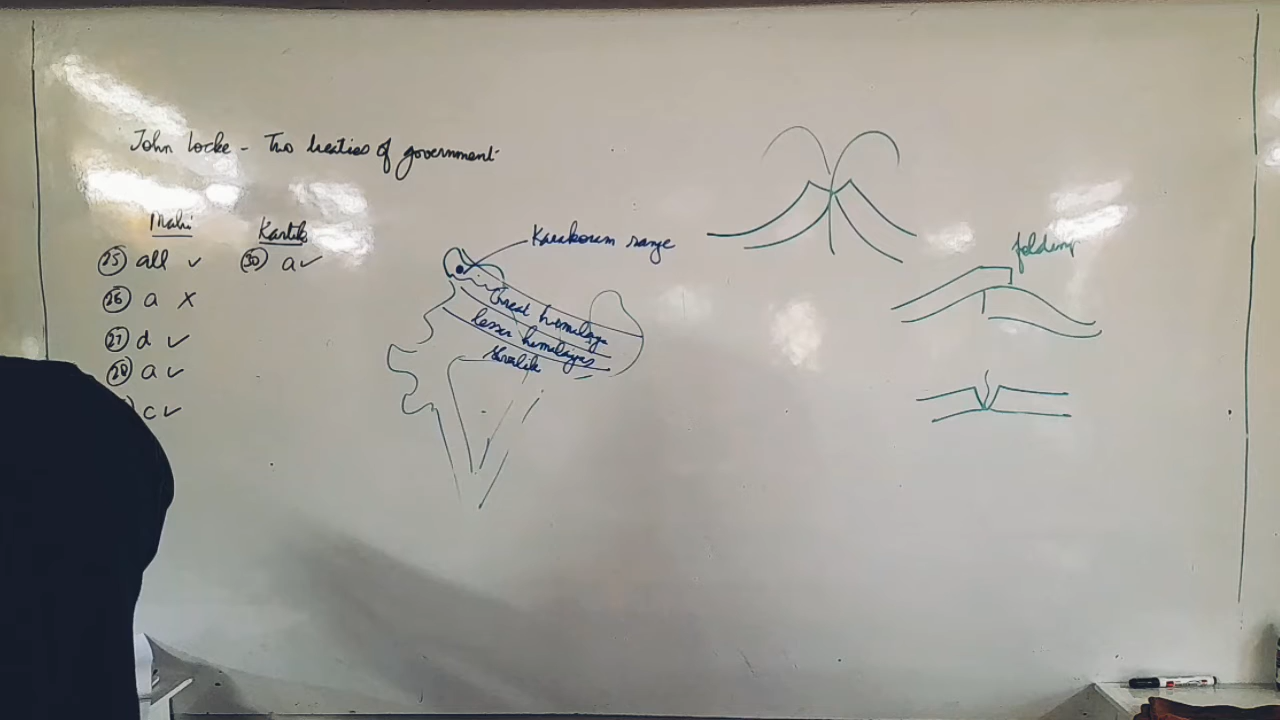 John Locke - Two treaties of government
Mahi
Kartik
25 all ✓
30 a ✓
26 a X
27 d ✓
28 a ✓
c ✓
Karakoram range
Great himalaya
lesser himalayas
Shivalik
folding